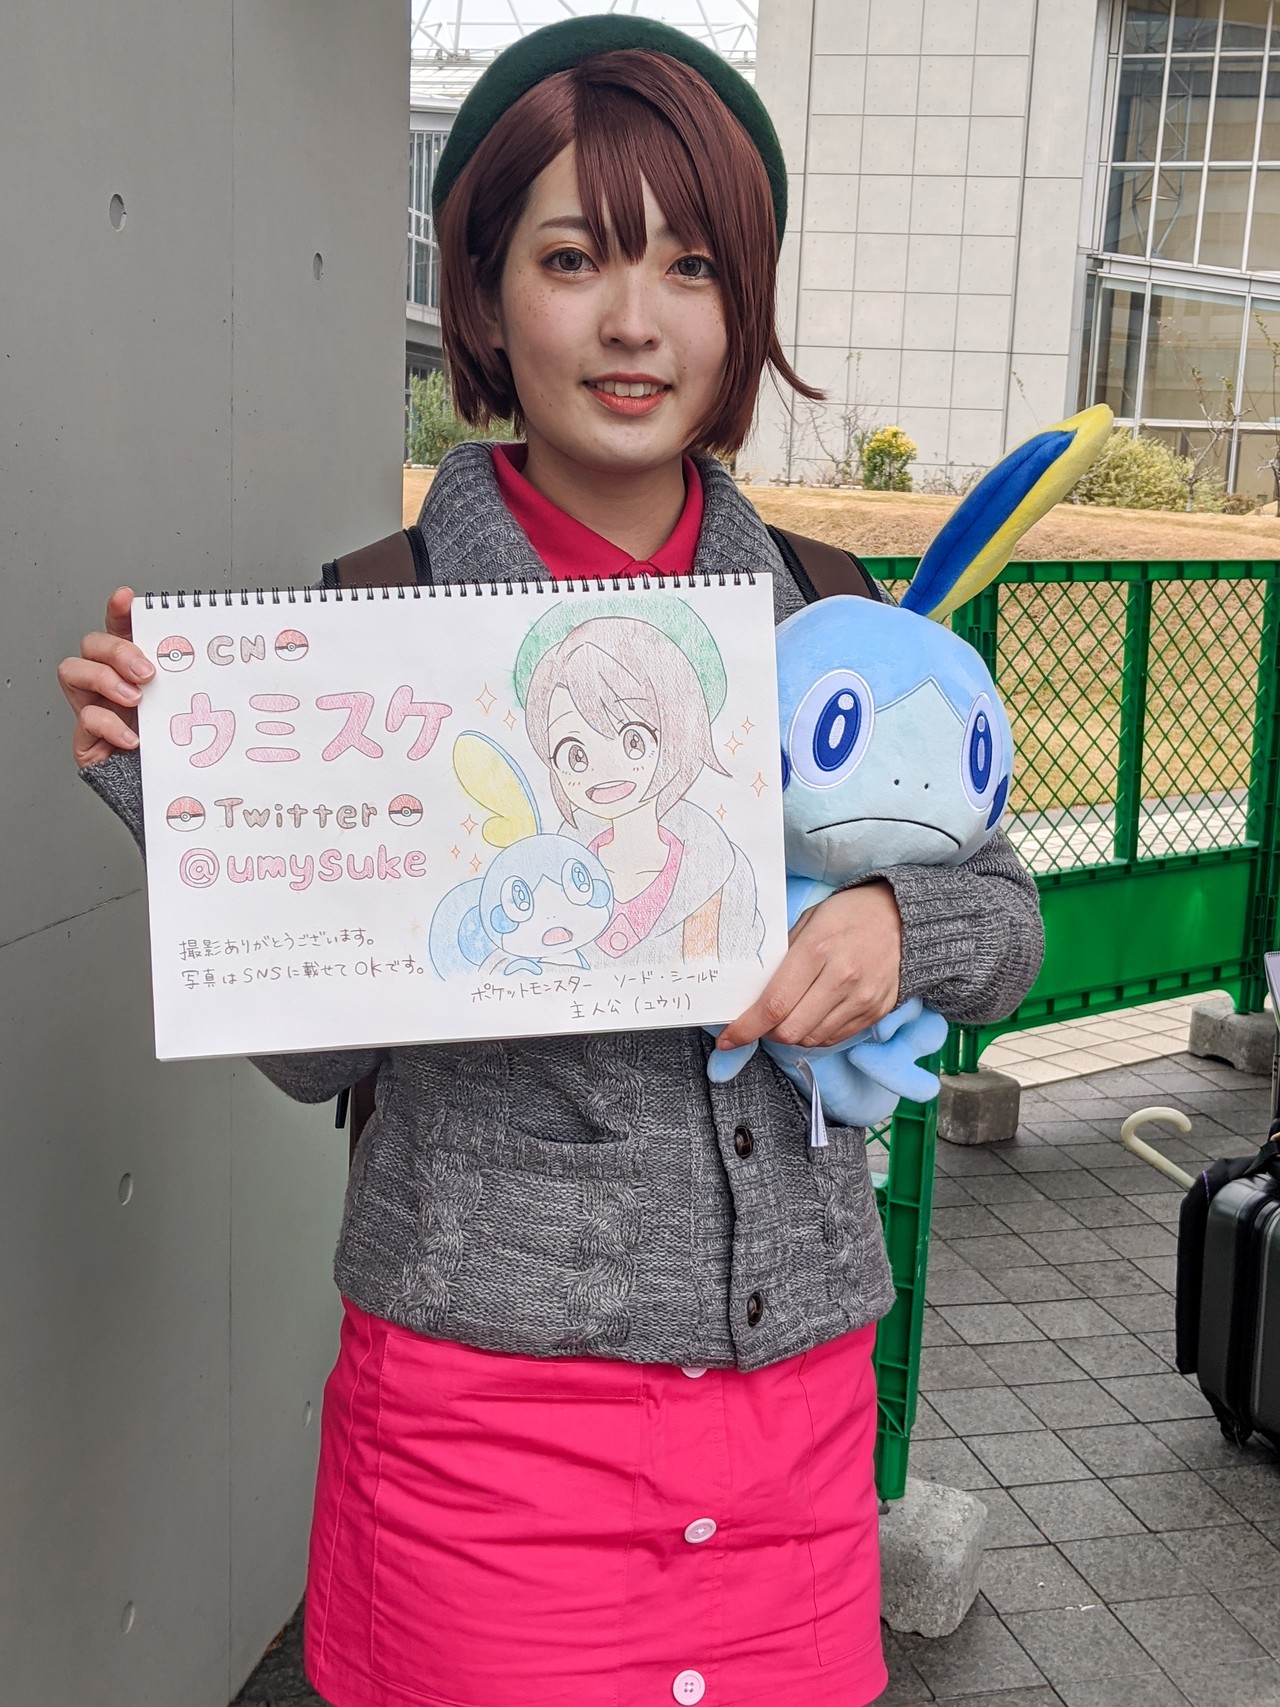 CN
ウミスケ
Twitter
@umysuke
撮影ありがとうございます。
写真はSNSに載せてOKです。
ポケットモンスター ソード・シールド
主人公(ユウリ)